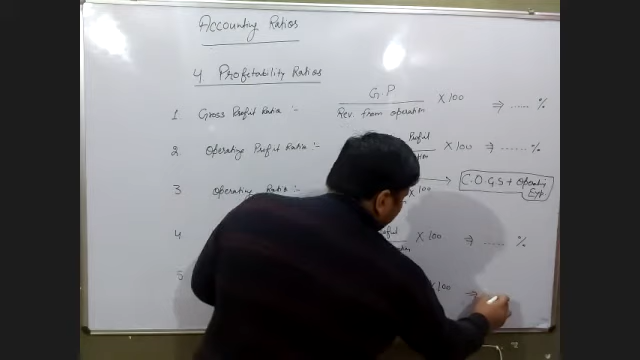 Accounting Ratios
4 Profitability Ratios
1 Gross Profit Ratio :- G.P / Rev. from operation X 100 ⇒ ...... %
2 Operating Profit Ratio :- Profit X 100 ⇒ ....... %
3 Operating Ratio :- X 100 → C.O.G.S + Operating Exp
4 X 100 ⇒ ...... %
5 X 100 ⇒